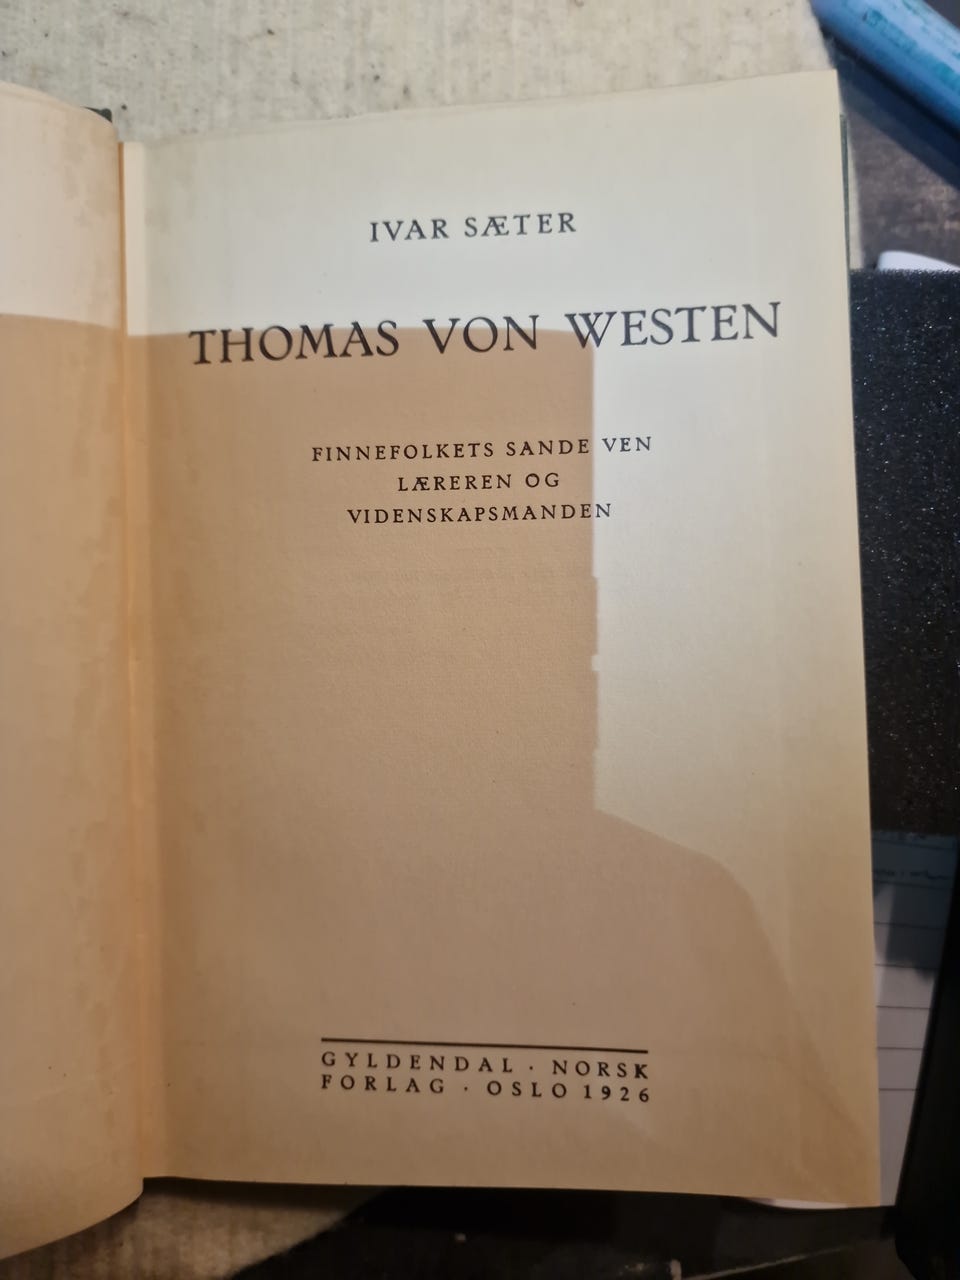 IVAR SÆTER
THOMAS VON WESTEN
FINNEFOLKETS SANDE VEN
LÆREREN OG
VIDENSKAPSMANDEN
GYLDENDAL · NORSK
FORLAG · OSLO 1926